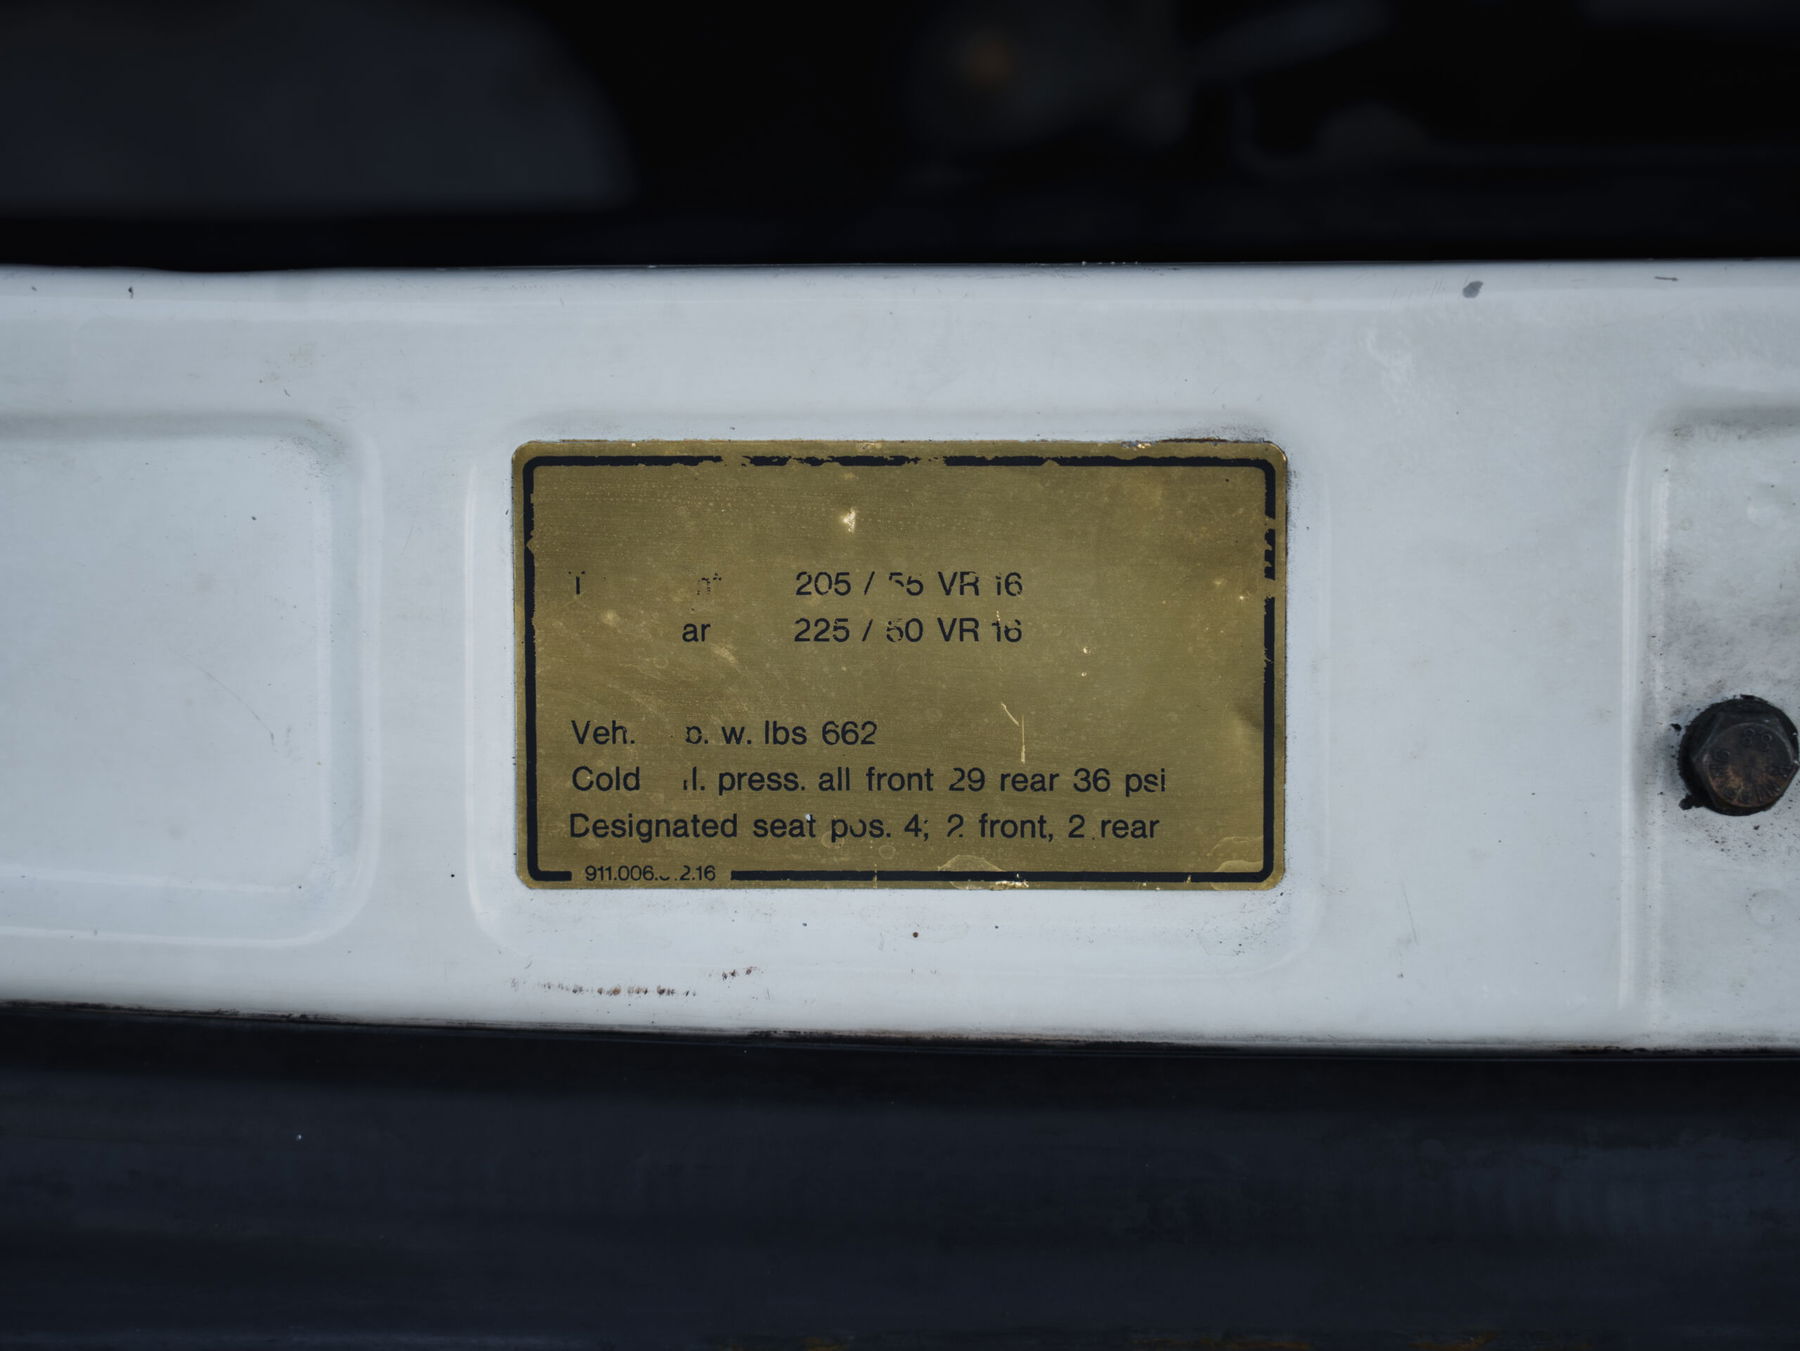 205 / 55 VR 16
225 / 50 VR 16
Veh. w. lbs 662
Cold press. all front 29 rear 36 psi
Designated seat pos. 4; 2 front, 2 rear